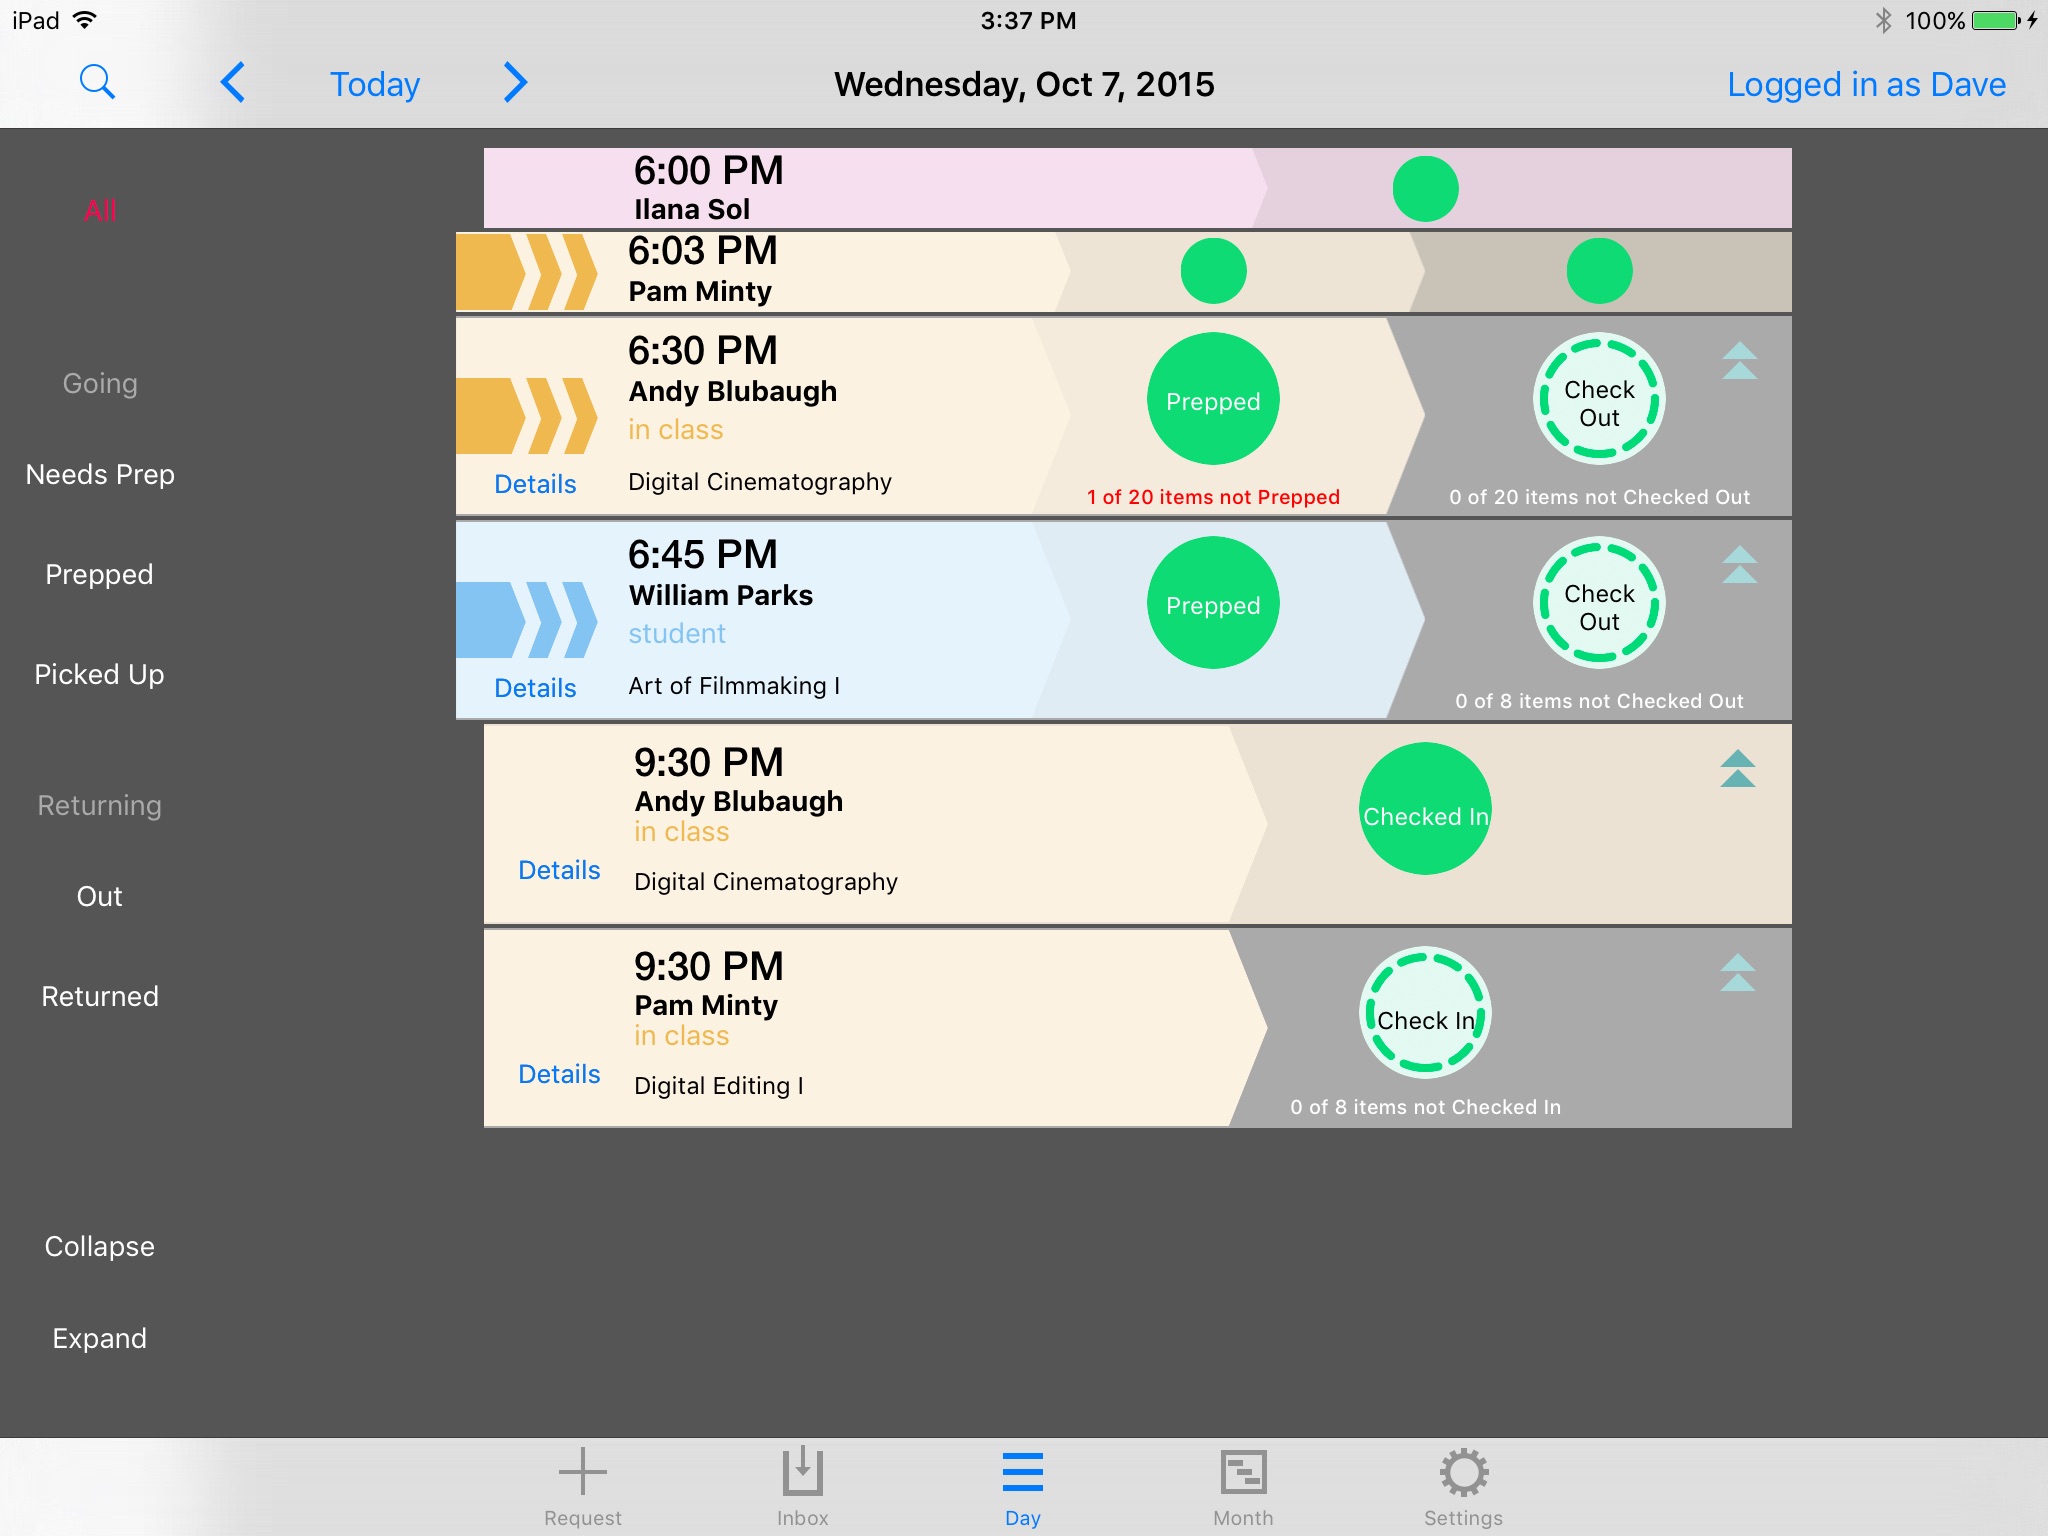 iPad 3:37 PM 100%
Today Wednesday, Oct 7, 2015 Logged in as Dave
All
Going
Needs Prep
Prepped
Picked Up
Returning
Out
Returned
Collapse
Expand
6:00 PM
Ilana Sol
6:03 PM
Pam Minty
6:30 PM
Andy Blubaugh
in class
Details
Digital Cinematography
Prepped
1 of 20 items not Prepped
Check
Out
0 of 20 items not Checked Out
6:45 PM
William Parks
student
Details
Art of Filmmaking I
Prepped
Check
Out
0 of 8 items not Checked Out
9:30 PM
Andy Blubaugh
in class
Details
Digital Cinematography
Checked In
9:30 PM
Pam Minty
in class
Details
Digital Editing I
Check In
0 of 8 items not Checked In
Request Inbox Day Month Settings